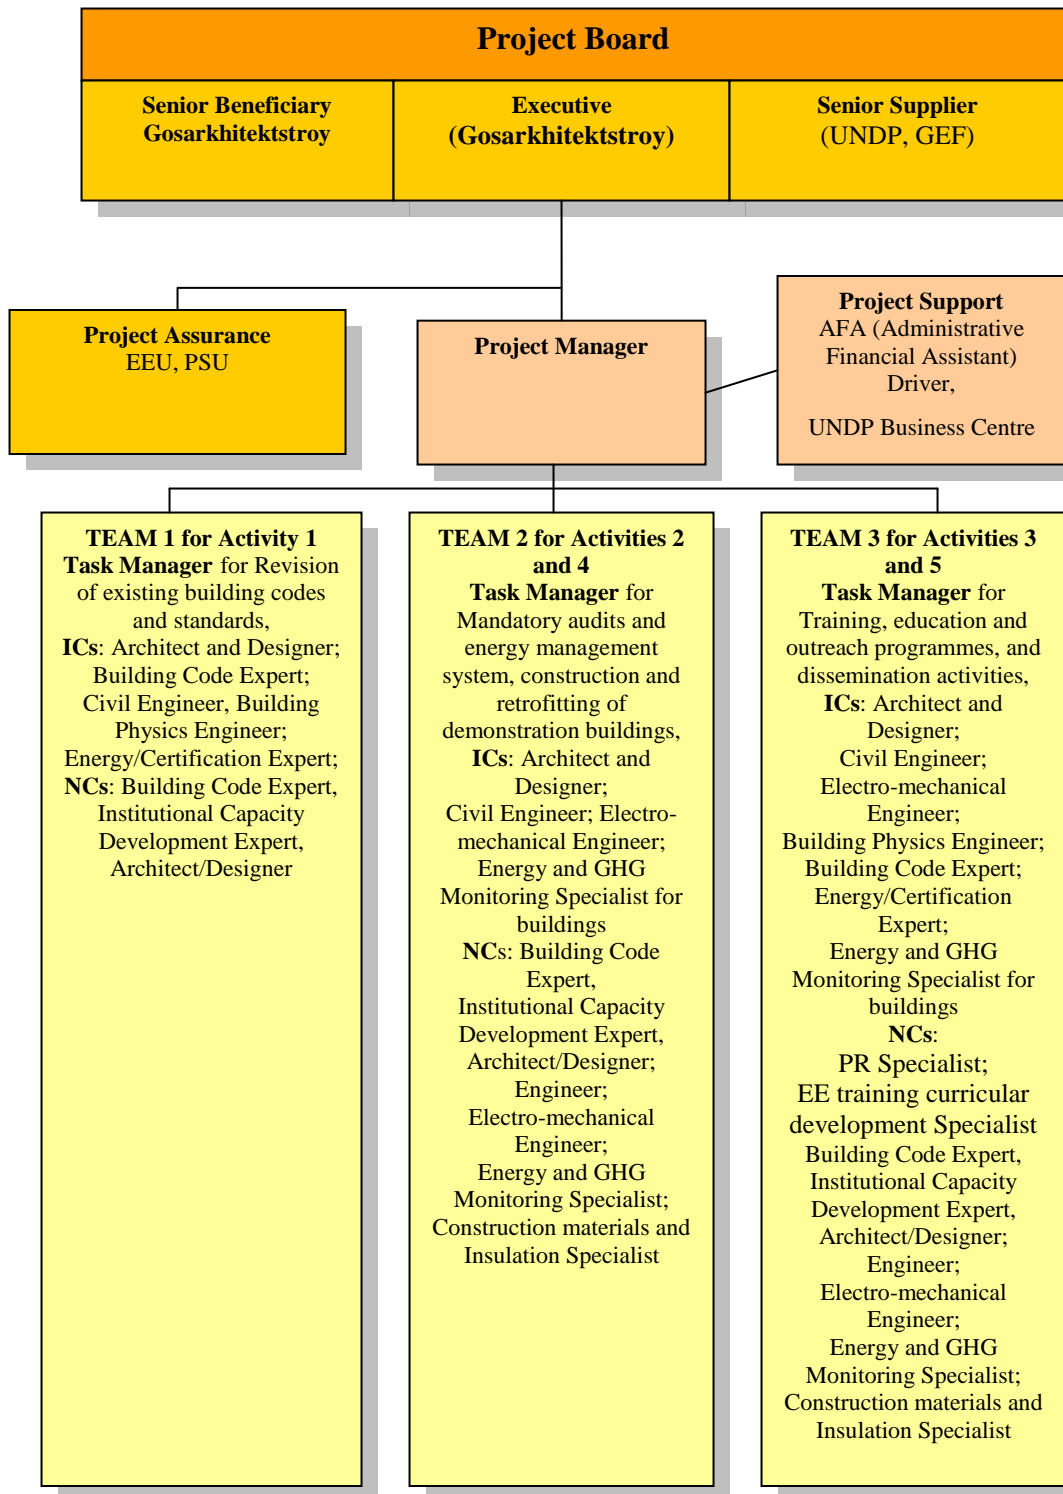 Project Board
Senior Beneficiary
Gosarkhitektstroy
Executive
(Gosarkhitektstroy)
Senior Supplier
(UNDP, GEF)
Project Assurance
EEU, PSU
Project Manager
Project Support
AFA (Administrative
Financial Assistant)
Driver,
UNDP Business Centre
TEAM 1 for Activity 1
Task Manager for Revision
of existing building codes
and standards,
ICs: Architect and Designer;
Building Code Expert;
Civil Engineer, Building
Physics Engineer;
Energy/Certification Expert;
NCs: Building Code Expert,
Institutional Capacity
Development Expert,
Architect/Designer
TEAM 2 for Activities 2
and 4
Task Manager for
Mandatory audits and
energy management
system, construction and
retrofitting of
demonstration buildings,
ICs: Architect and
Designer;
Civil Engineer; Electro-
mechanical Engineer;
Energy and GHG
Monitoring Specialist for
buildings
NCs: Building Code
Expert,
Institutional Capacity
Development Expert,
Architect/Designer;
Engineer;
Electro-mechanical
Engineer;
Energy and GHG
Monitoring Specialist;
Construction materials and
Insulation Specialist
TEAM 3 for Activities 3
and 5
Task Manager for
Training, education and
outreach programmes, and
dissemination activities,
ICs: Architect and
Designer;
Civil Engineer;
Electro-mechanical
Engineer;
Building Physics Engineer;
Building Code Expert;
Energy/Certification
Expert;
Energy and GHG
Monitoring Specialist for
buildings
NCs:
PR Specialist;
EE training curricular
development Specialist
Building Code Expert,
Institutional Capacity
Development Expert,
Architect/Designer;
Engineer;
Electro-mechanical
Engineer;
Energy and GHG
Monitoring Specialist;
Construction materials and
Insulation Specialist